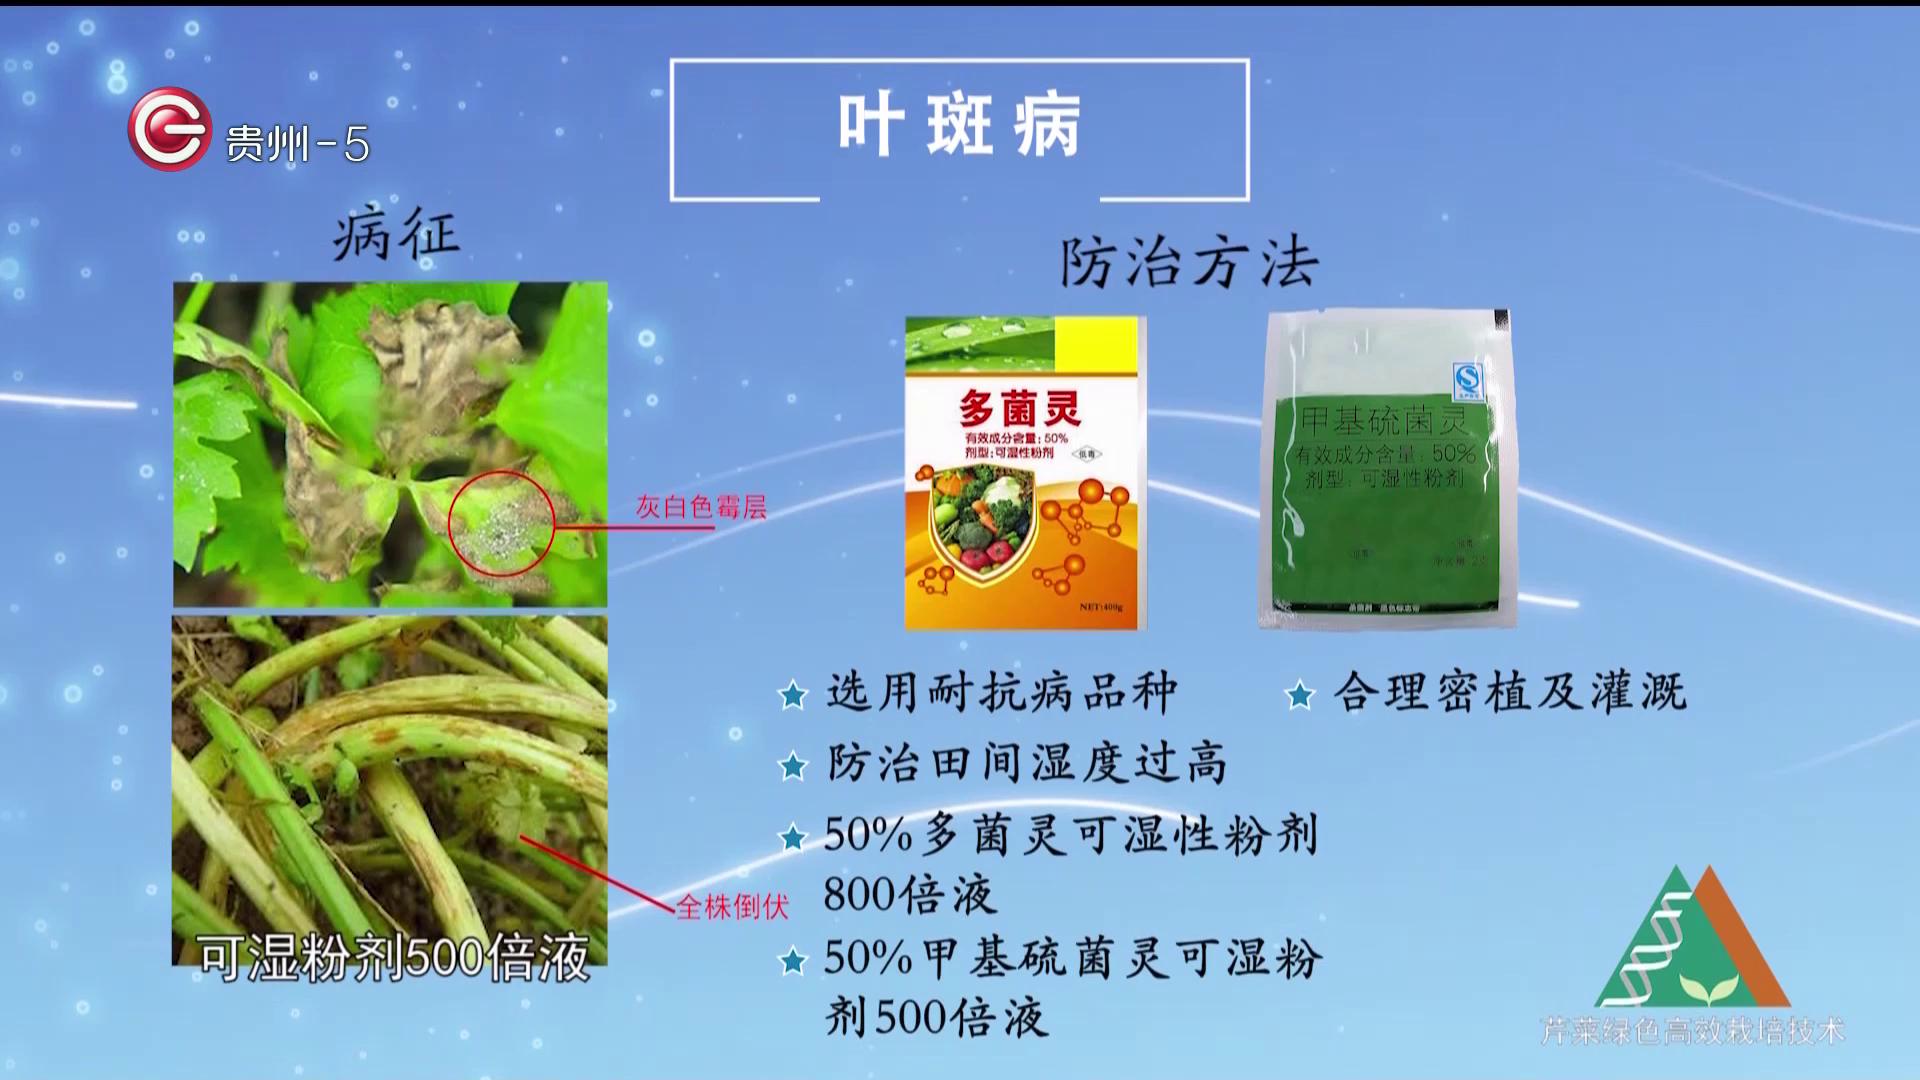 叶斑病
贵州-5
病征
防治方法
灰白色霉层
全株倒伏
多菌灵
有效成分含量：50%
剂型：可湿性粉剂
低毒
NET:400g
甲基硫菌灵
有效成分含量：50%
剂型：可湿性粉剂
选用耐抗病品种
合理密植及灌溉
防治田间湿度过高
50%多菌灵可湿性粉剂
800倍液
50%甲基硫菌灵可湿粉
剂500倍液
可湿粉剂500倍液
芹菜绿色高效栽培技术